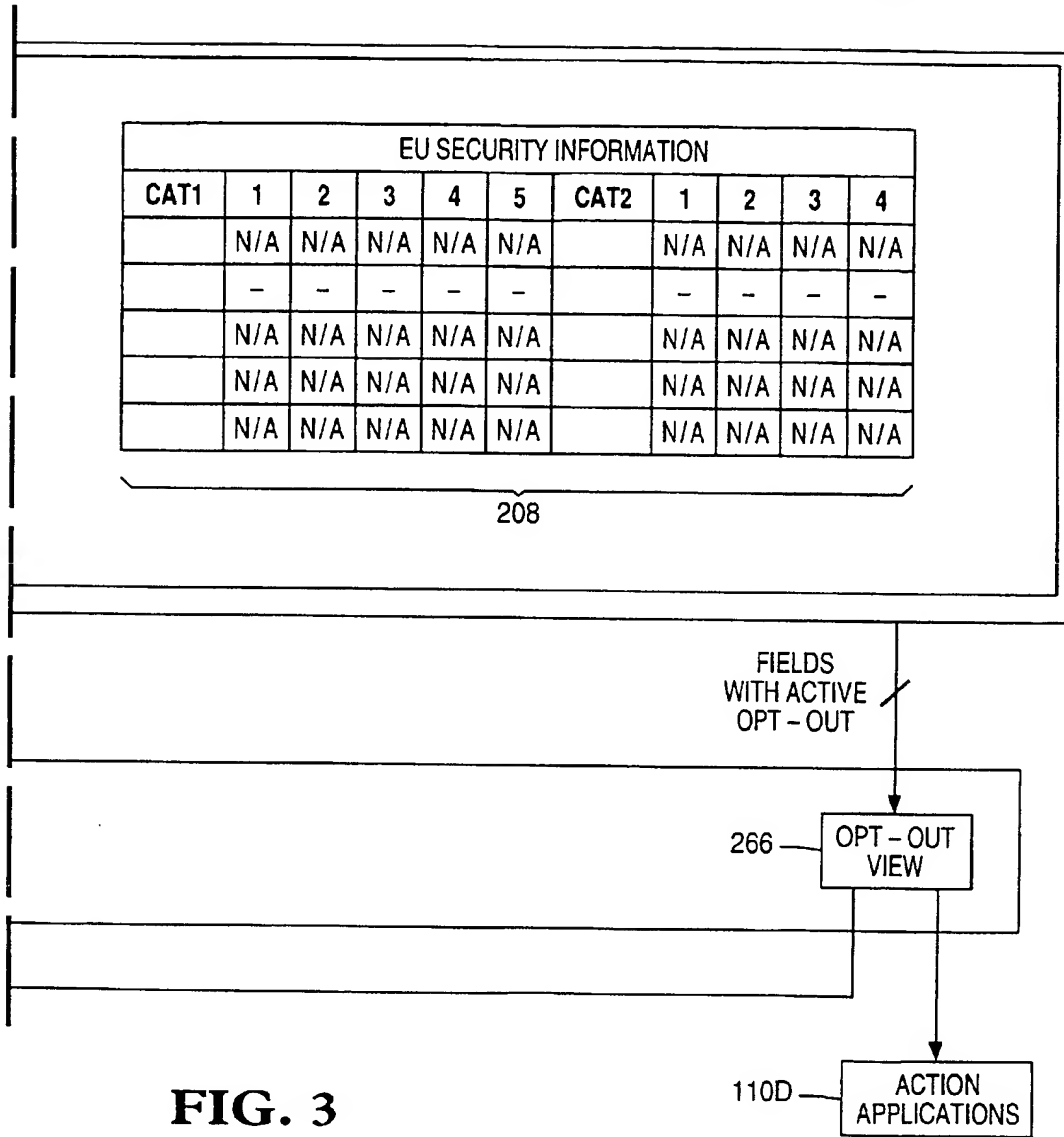 EU SECURITY INFORMATION
CAT1 1 2 3 4 5 CAT2 1 2 3 4
N/A N/A N/A N/A N/A N/A N/A N/A N/A
– – – – – – – – –
N/A N/A N/A N/A N/A N/A N/A N/A N/A
N/A N/A N/A N/A N/A N/A N/A N/A N/A
N/A N/A N/A N/A N/A N/A N/A N/A N/A
208
FIELDS
WITH ACTIVE
OPT – OUT
266
OPT – OUT
VIEW
110D
ACTION
APPLICATIONS
FIG. 3